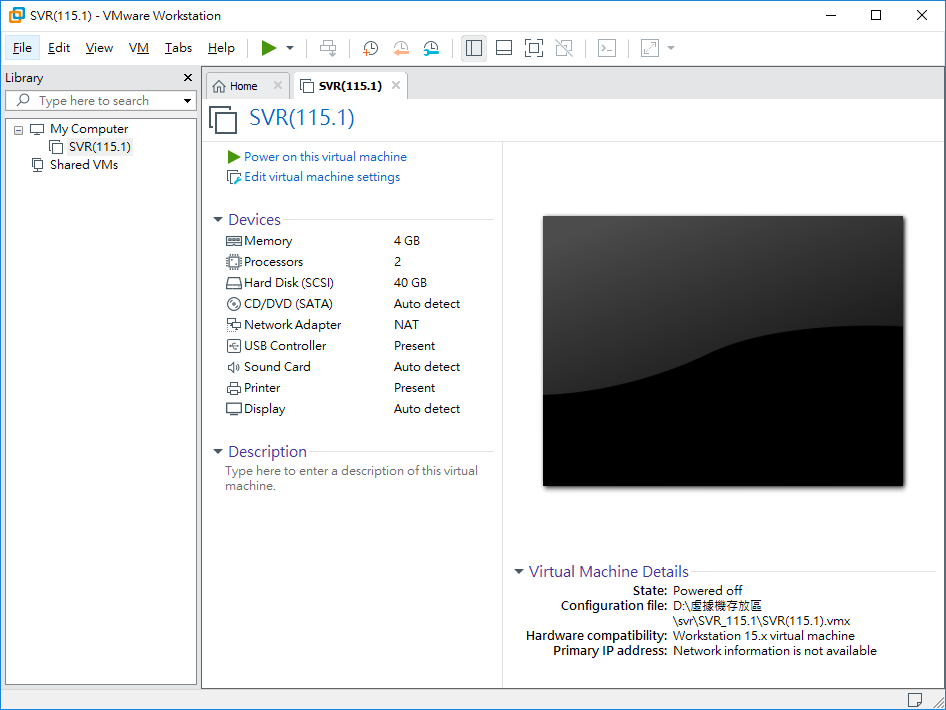 SVR(115.1) - VMware Workstation
File Edit View VM Tabs Help
Library
Type here to search
My Computer
SVR(115.1)
Shared VMs
Home
SVR(115.1)
SVR(115.1)
Power on this virtual machine
Edit virtual machine settings
Devices
Memory 4 GB
Processors 2
Hard Disk (SCSI) 40 GB
CD/DVD (SATA) Auto detect
Network Adapter NAT
USB Controller Present
Sound Card Auto detect
Printer Present
Display Auto detect
Description
Type here to enter a description of this virtual
machine.
Virtual Machine Details
State: Powered off
Configuration file: D:\虛擬機存放區
\svr\SVR_115.1\SVR(115.1).vmx
Hardware compatibility: Workstation 15.x virtual machine
Primary IP address: Network information is not available